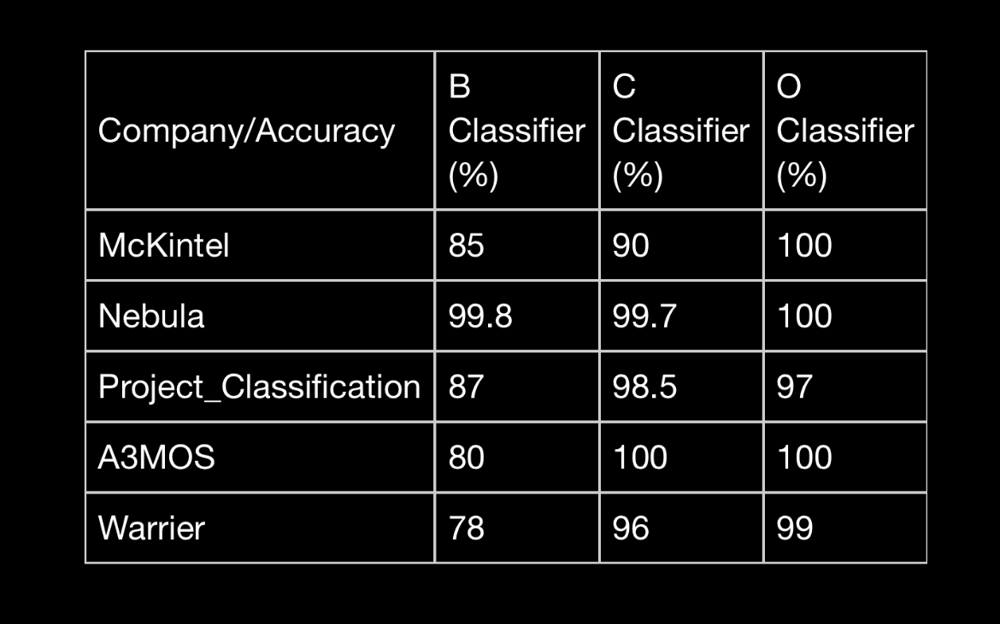 Company/Accuracy B Classifier (%) C Classifier (%) O Classifier (%)
McKintel 85 90 100
Nebula 99.8 99.7 100
Project_Classification 87 98.5 97
A3MOS 80 100 100
Warrier 78 96 99